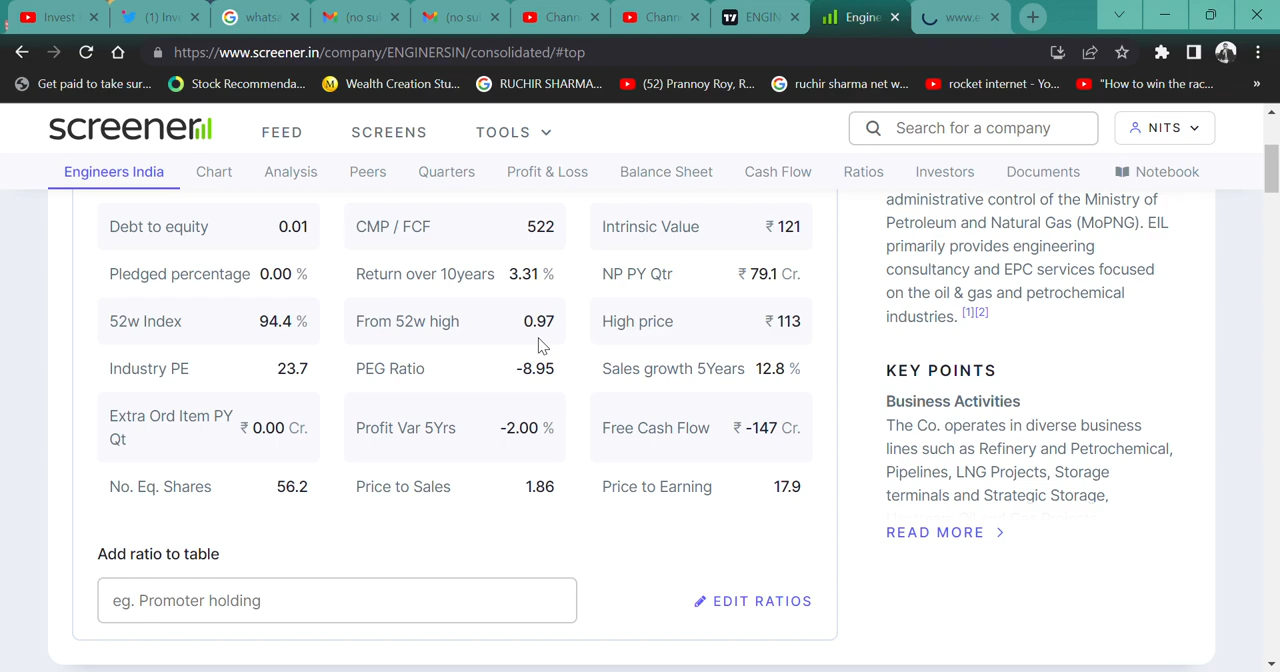 Invest
(1) Inv
whats
(no su
(no su
Chann
Chann
ENGIN
Engine
www.e
https://www.screener.in/company/ENGINERSIN/consolidated/#top
Get paid to take sur...
Stock Recommenda...
Wealth Creation Stu...
RUCHIR SHARMA...
(52) Prannoy Roy, R...
ruchir sharma net w...
rocket internet - Yo...
"How to win the rac...
»
screener
FEED
SCREENS
TOOLS
Search for a company
NITS
Engineers India
Chart
Analysis
Peers
Quarters
Profit & Loss
Balance Sheet
Cash Flow
Ratios
Investors
Documents
Notebook
Debt to equity 0.01
CMP / FCF 522
Intrinsic Value ₹ 121
Pledged percentage 0.00 %
Return over 10years 3.31 %
NP PY Qtr ₹ 79.1 Cr.
52w Index 94.4 %
From 52w high 0.97
High price ₹ 113
Industry PE 23.7
PEG Ratio -8.95
Sales growth 5Years 12.8 %
Extra Ord Item PY
Qt ₹ 0.00 Cr.
Profit Var 5Yrs -2.00 %
Free Cash Flow ₹ -147 Cr.
No. Eq. Shares 56.2
Price to Sales 1.86
Price to Earning 17.9
Add ratio to table
eg. Promoter holding
EDIT RATIOS
administrative control of the Ministry of
Petroleum and Natural Gas (MoPNG). EIL
primarily provides engineering
consultancy and EPC services focused
on the oil & gas and petrochemical
industries. [1][2]
KEY POINTS
Business Activities
The Co. operates in diverse business
lines such as Refinery and Petrochemical,
Pipelines, LNG Projects, Storage
terminals and Strategic Storage,
READ MORE